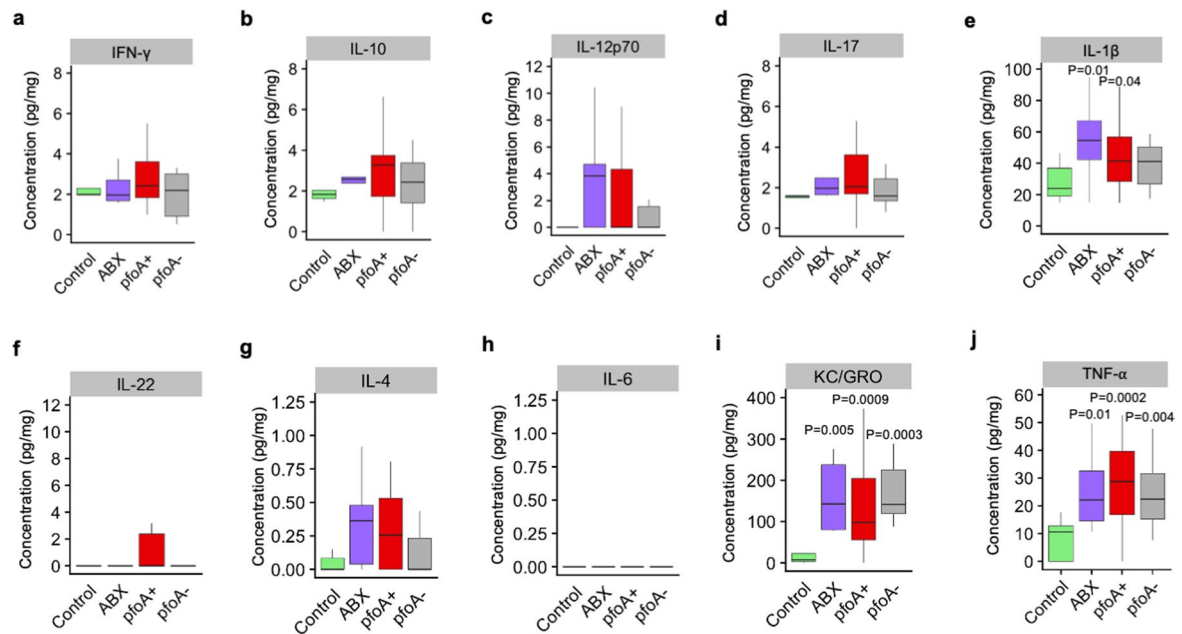 a
IFN-γ
Concentration (pg/mg)
8
6
4
2
0
Control
ABX
pfoA+
pfoA-
b
IL-10
Concentration (pg/mg)
8
6
4
2
0
Control
ABX
pfoA+
pfoA-
c
IL-12p70
Concentration (pg/mg)
12
10
8
6
4
2
0
Control
ABX
pfoA+
pfoA-
d
IL-17
Concentration (pg/mg)
8
6
4
2
0
Control
ABX
pfoA+
pfoA-
e
IL-1β
Concentration (pg/mg)
100
80
60
40
20
0
P=0.01
P=0.04
Control
ABX
pfoA+
pfoA-
f
IL-22
Concentration (pg/mg)
12
10
8
6
4
2
0
Control
ABX
pfoA+
pfoA-
g
IL-4
Concentration (pg/mg)
1.25
1.00
0.75
0.50
0.25
0.00
Control
ABX
pfoA+
pfoA-
h
IL-6
Concentration (pg/mg)
1.25
1.00
0.75
0.50
0.25
0.00
Control
ABX
pfoA+
pfoA-
i
KC/GRO
Concentration (pg/mg)
400
300
200
100
0
P=0.0009
P=0.005
P=0.0003
Control
ABX
pfoA+
pfoA-
j
TNF-α
Concentration (pg/mg)
60
50
40
30
20
10
0
P=0.0002
P=0.01
P=0.004
Control
ABX
pfoA+
pfoA-